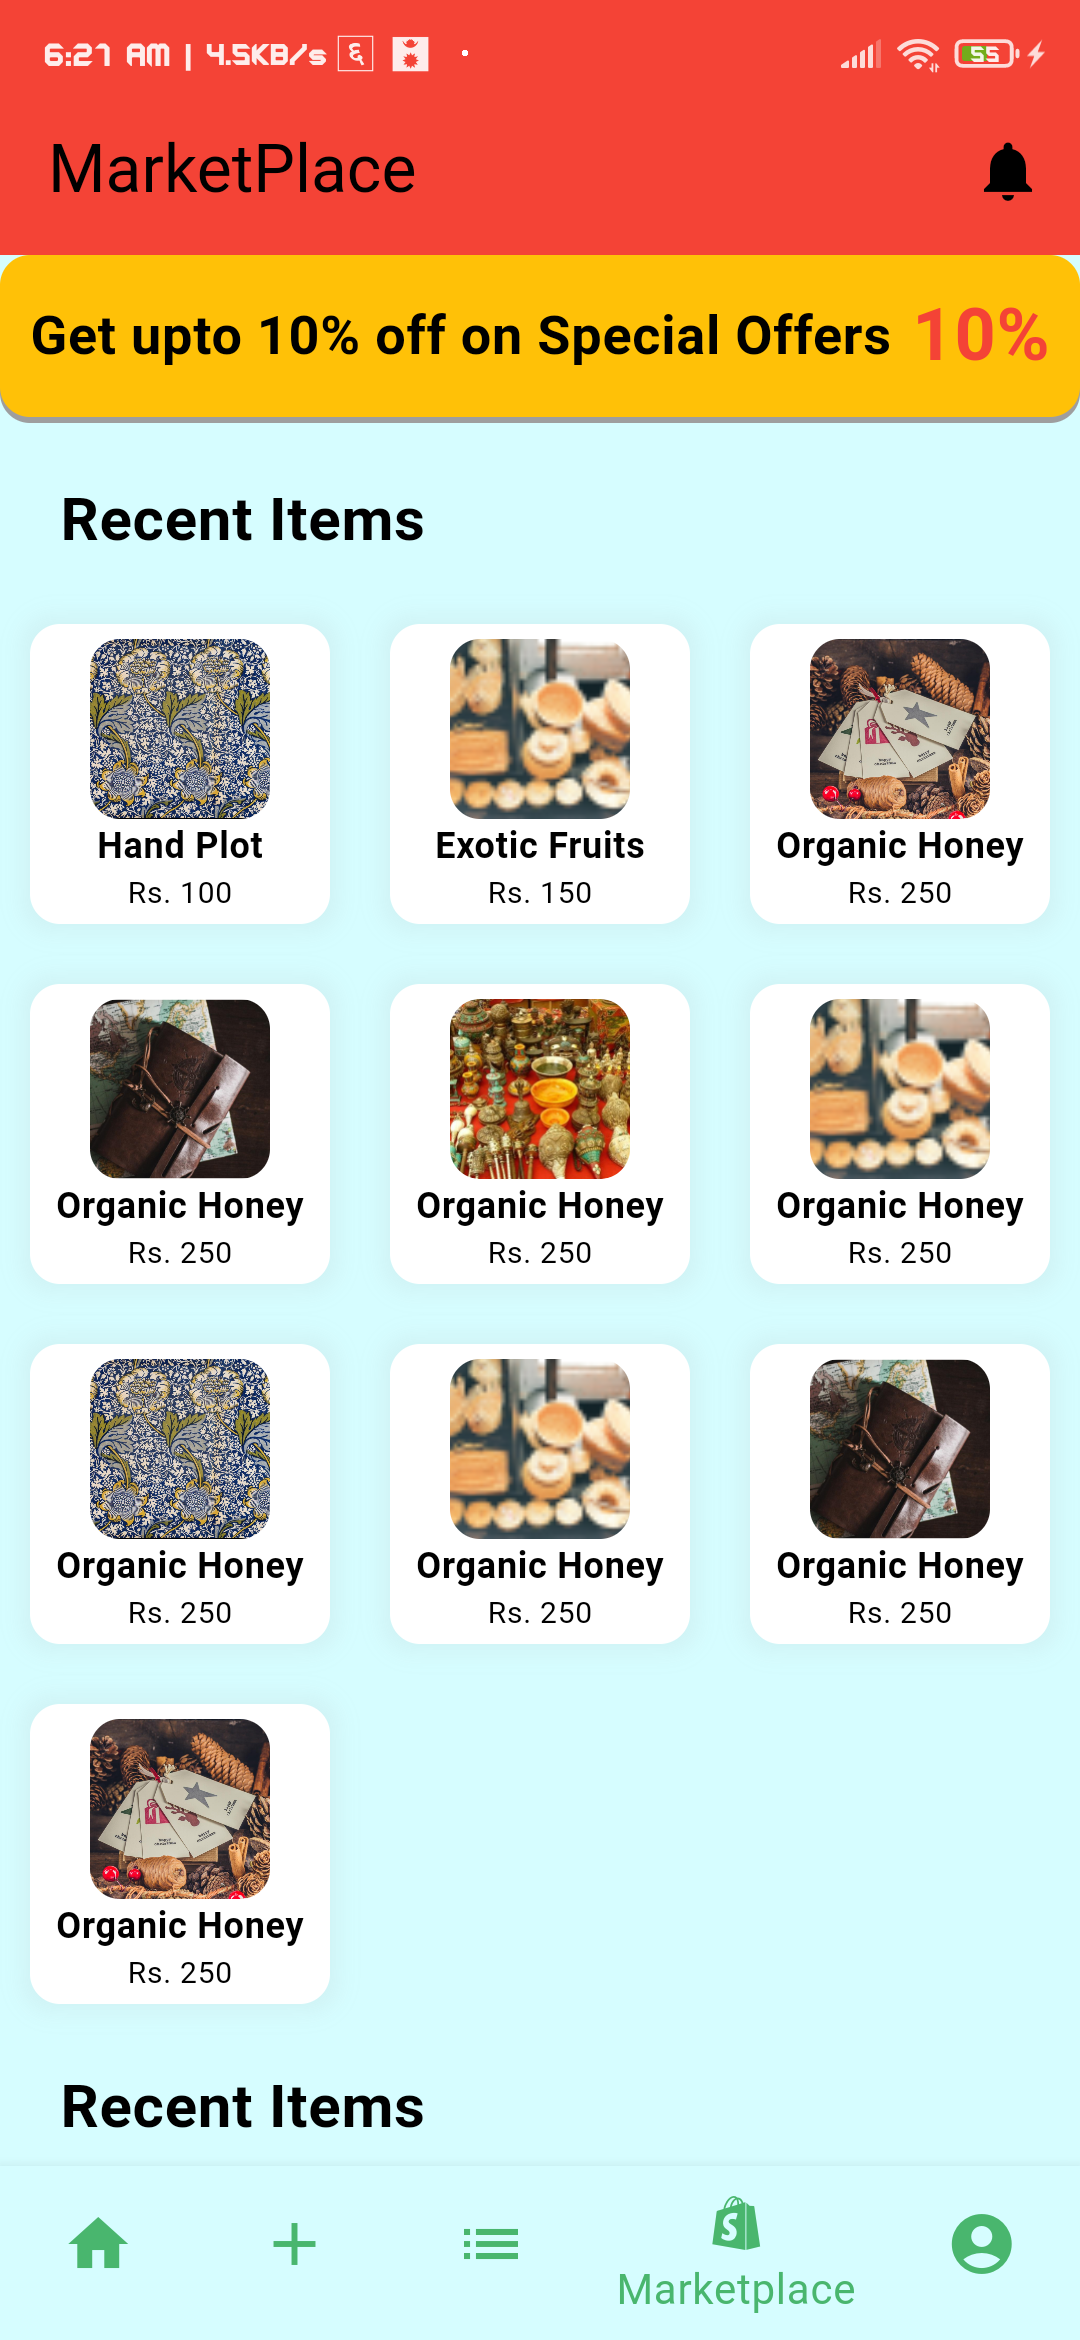 6:27 AM | 4.5KB/s ६ 55
MarketPlace
Get upto 10% off on Special Offers 10%
Recent Items
Hand Plot
Rs. 100
Exotic Fruits
Rs. 150
Organic Honey
Rs. 250
Organic Honey
Rs. 250
Organic Honey
Rs. 250
Organic Honey
Rs. 250
Organic Honey
Rs. 250
Organic Honey
Rs. 250
Organic Honey
Rs. 250
Organic Honey
Rs. 250
Recent Items
Marketplace